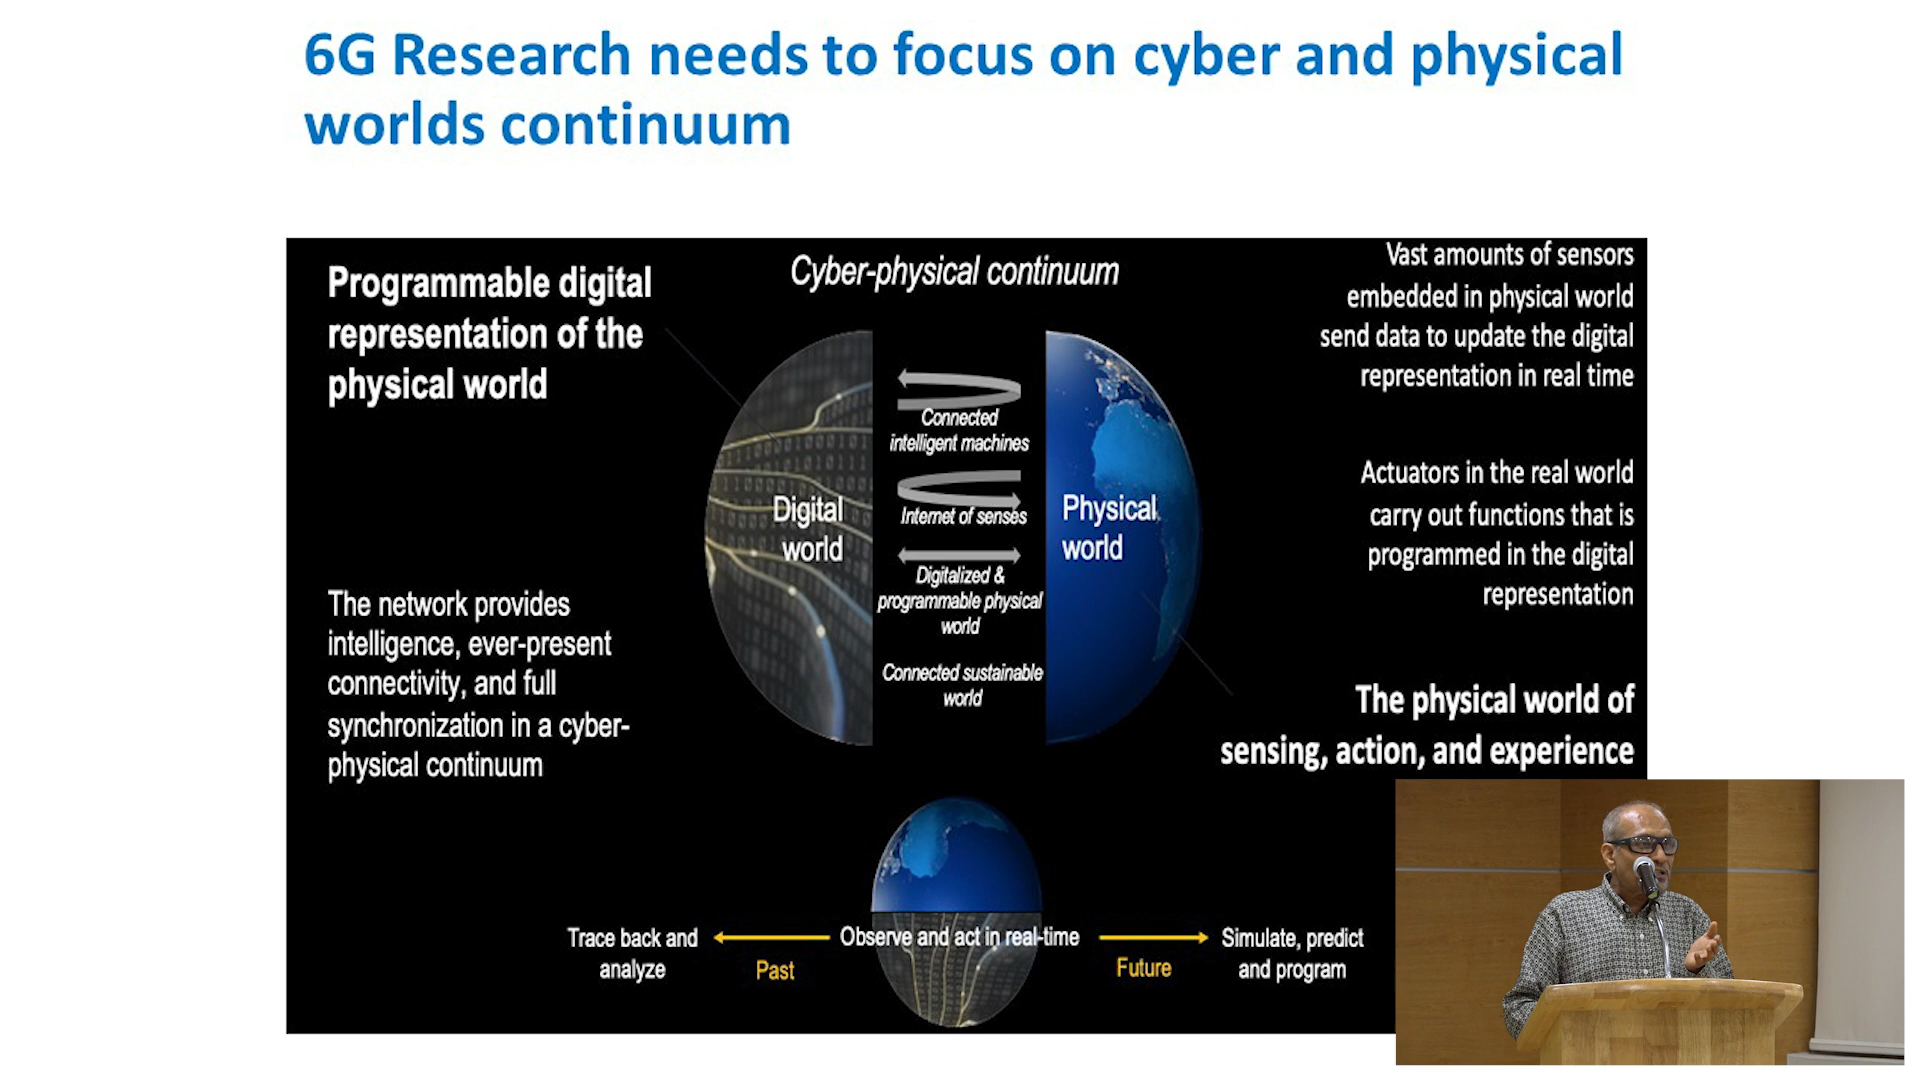 6G Research needs to focus on cyber and physical
worlds continuum
Cyber-physical continuum
Programmable digital
representation of the
physical world
The network provides
intelligence, ever-present
connectivity, and full
synchronization in a cyber-
physical continuum
Digital
world
Connected
intelligent machines
Internet of senses
Digitalized &
programmable physical
world
Connected sustainable
world
Physical
world
Vast amounts of sensors
embedded in physical world
send data to update the digital
representation in real time
Actuators in the real world
carry out functions that is
programmed in the digital
representation
The physical world of
sensing, action, and experience
Trace back and
analyze
Past
Observe and act in real-time
Future
Simulate, predict
and program